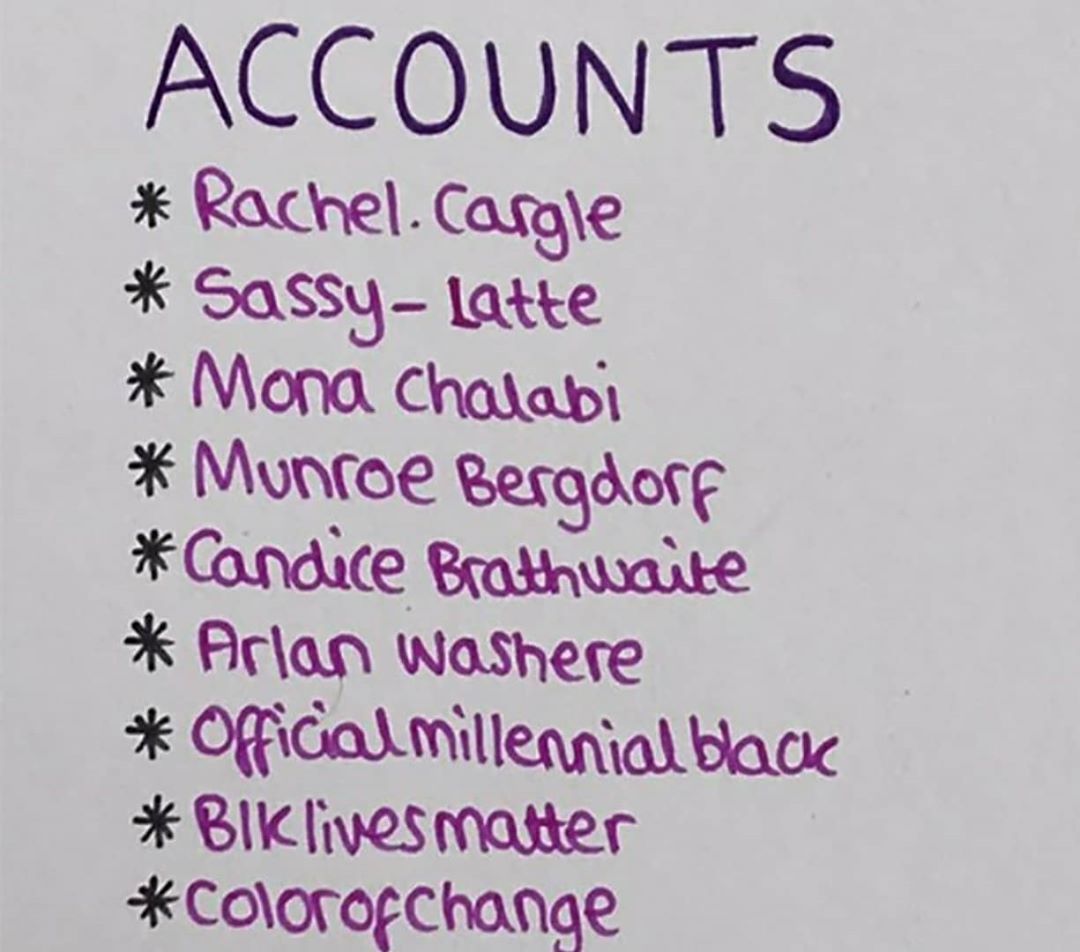 ACCOUNTS
* Rachel. Cargle
* Sassy- Latte
* Mona Chalabi
* Munroe Bergdorf
* Candice Brathwaite
* Arlan Washere
* Officialmillennialblack
* Blklivesmatter
* Colorofchange